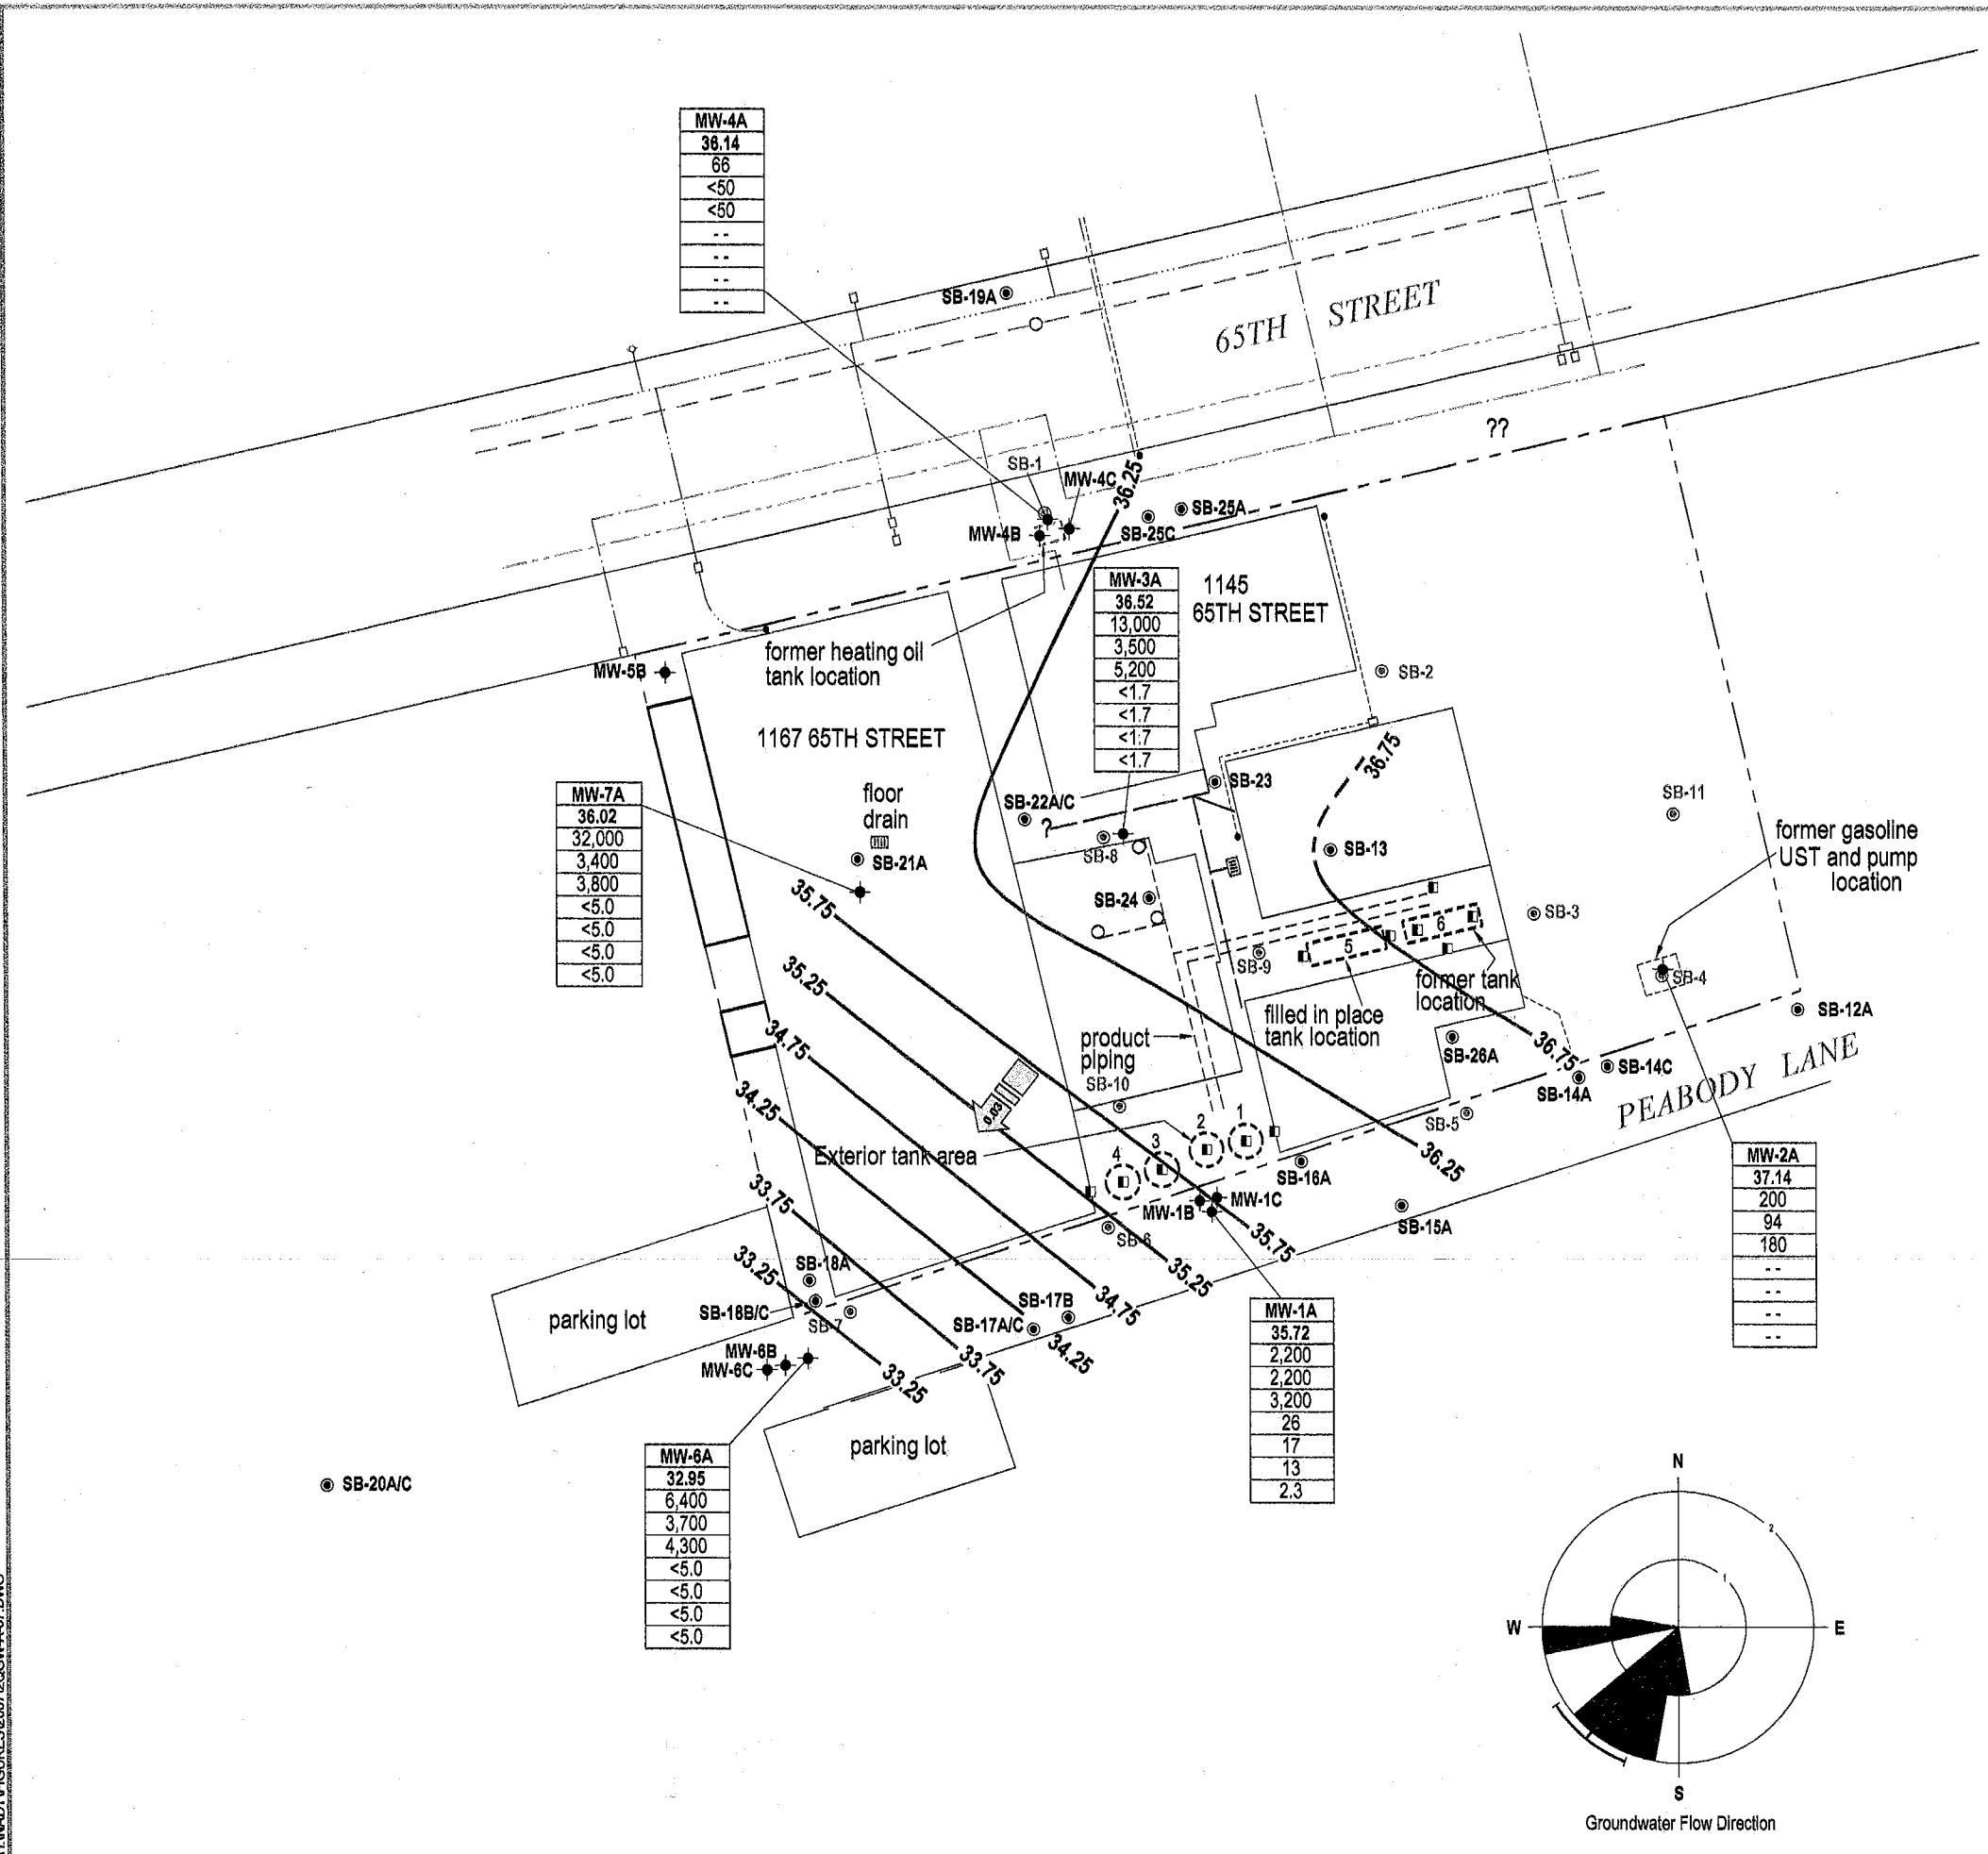 MW-4A
36.14
66
<50
<50
--
--
--
--
SB-19A
65TH STREET
??
SB-1
MW-4C
36.25
MW-4B
SB-25C
SB-25A
MW-3A
36.52
13,000
3,500
5,200
<1.7
<1.7
<1.7
<1.7
1145
65TH STREET
former heating oil
tank location
MW-5B
SB-2
1167 65TH STREET
36.75
MW-7A
36.02
32,000
3,400
3,800
<5.0
<5.0
<5.0
<5.0
floor
drain
SB-21A
SB-22A/C
?
SB-23
SB-8
SB-13
SB-11
former gasoline
UST and pump
location
35.75
SB-24
SB-3
6
5
SB-9
SB-4
35.25
former tank
location
filled in place
tank location
SB-12A
34.75
product
piping
SB-10
SB-26A
36.75
SB-14C
SB-14A
PEABODY LANE
34.25
0.03
SB-5
1
2
3
4
Exterior tank area
36.25
SB-16A
MW-2A
37.14
200
94
180
--
--
--
--
33.75
MW-1C
MW-1B
SB-15A
SB-6
35.75
33.25
SB-18A
35.25
SB-18B/C
SB-7
SB-17B
34.75
SB-17A/C
34.25
parking lot
MW-6B
MW-6C
33.75
33.25
MW-1A
35.72
2,200
2,200
3,200
26
17
13
2.3
parking lot
MW-6A
32.95
6,400
3,700
4,300
<5.0
<5.0
<5.0
<5.0
SB-20A/C
N
2
1
W
E
S
Groundwater Flow Direction